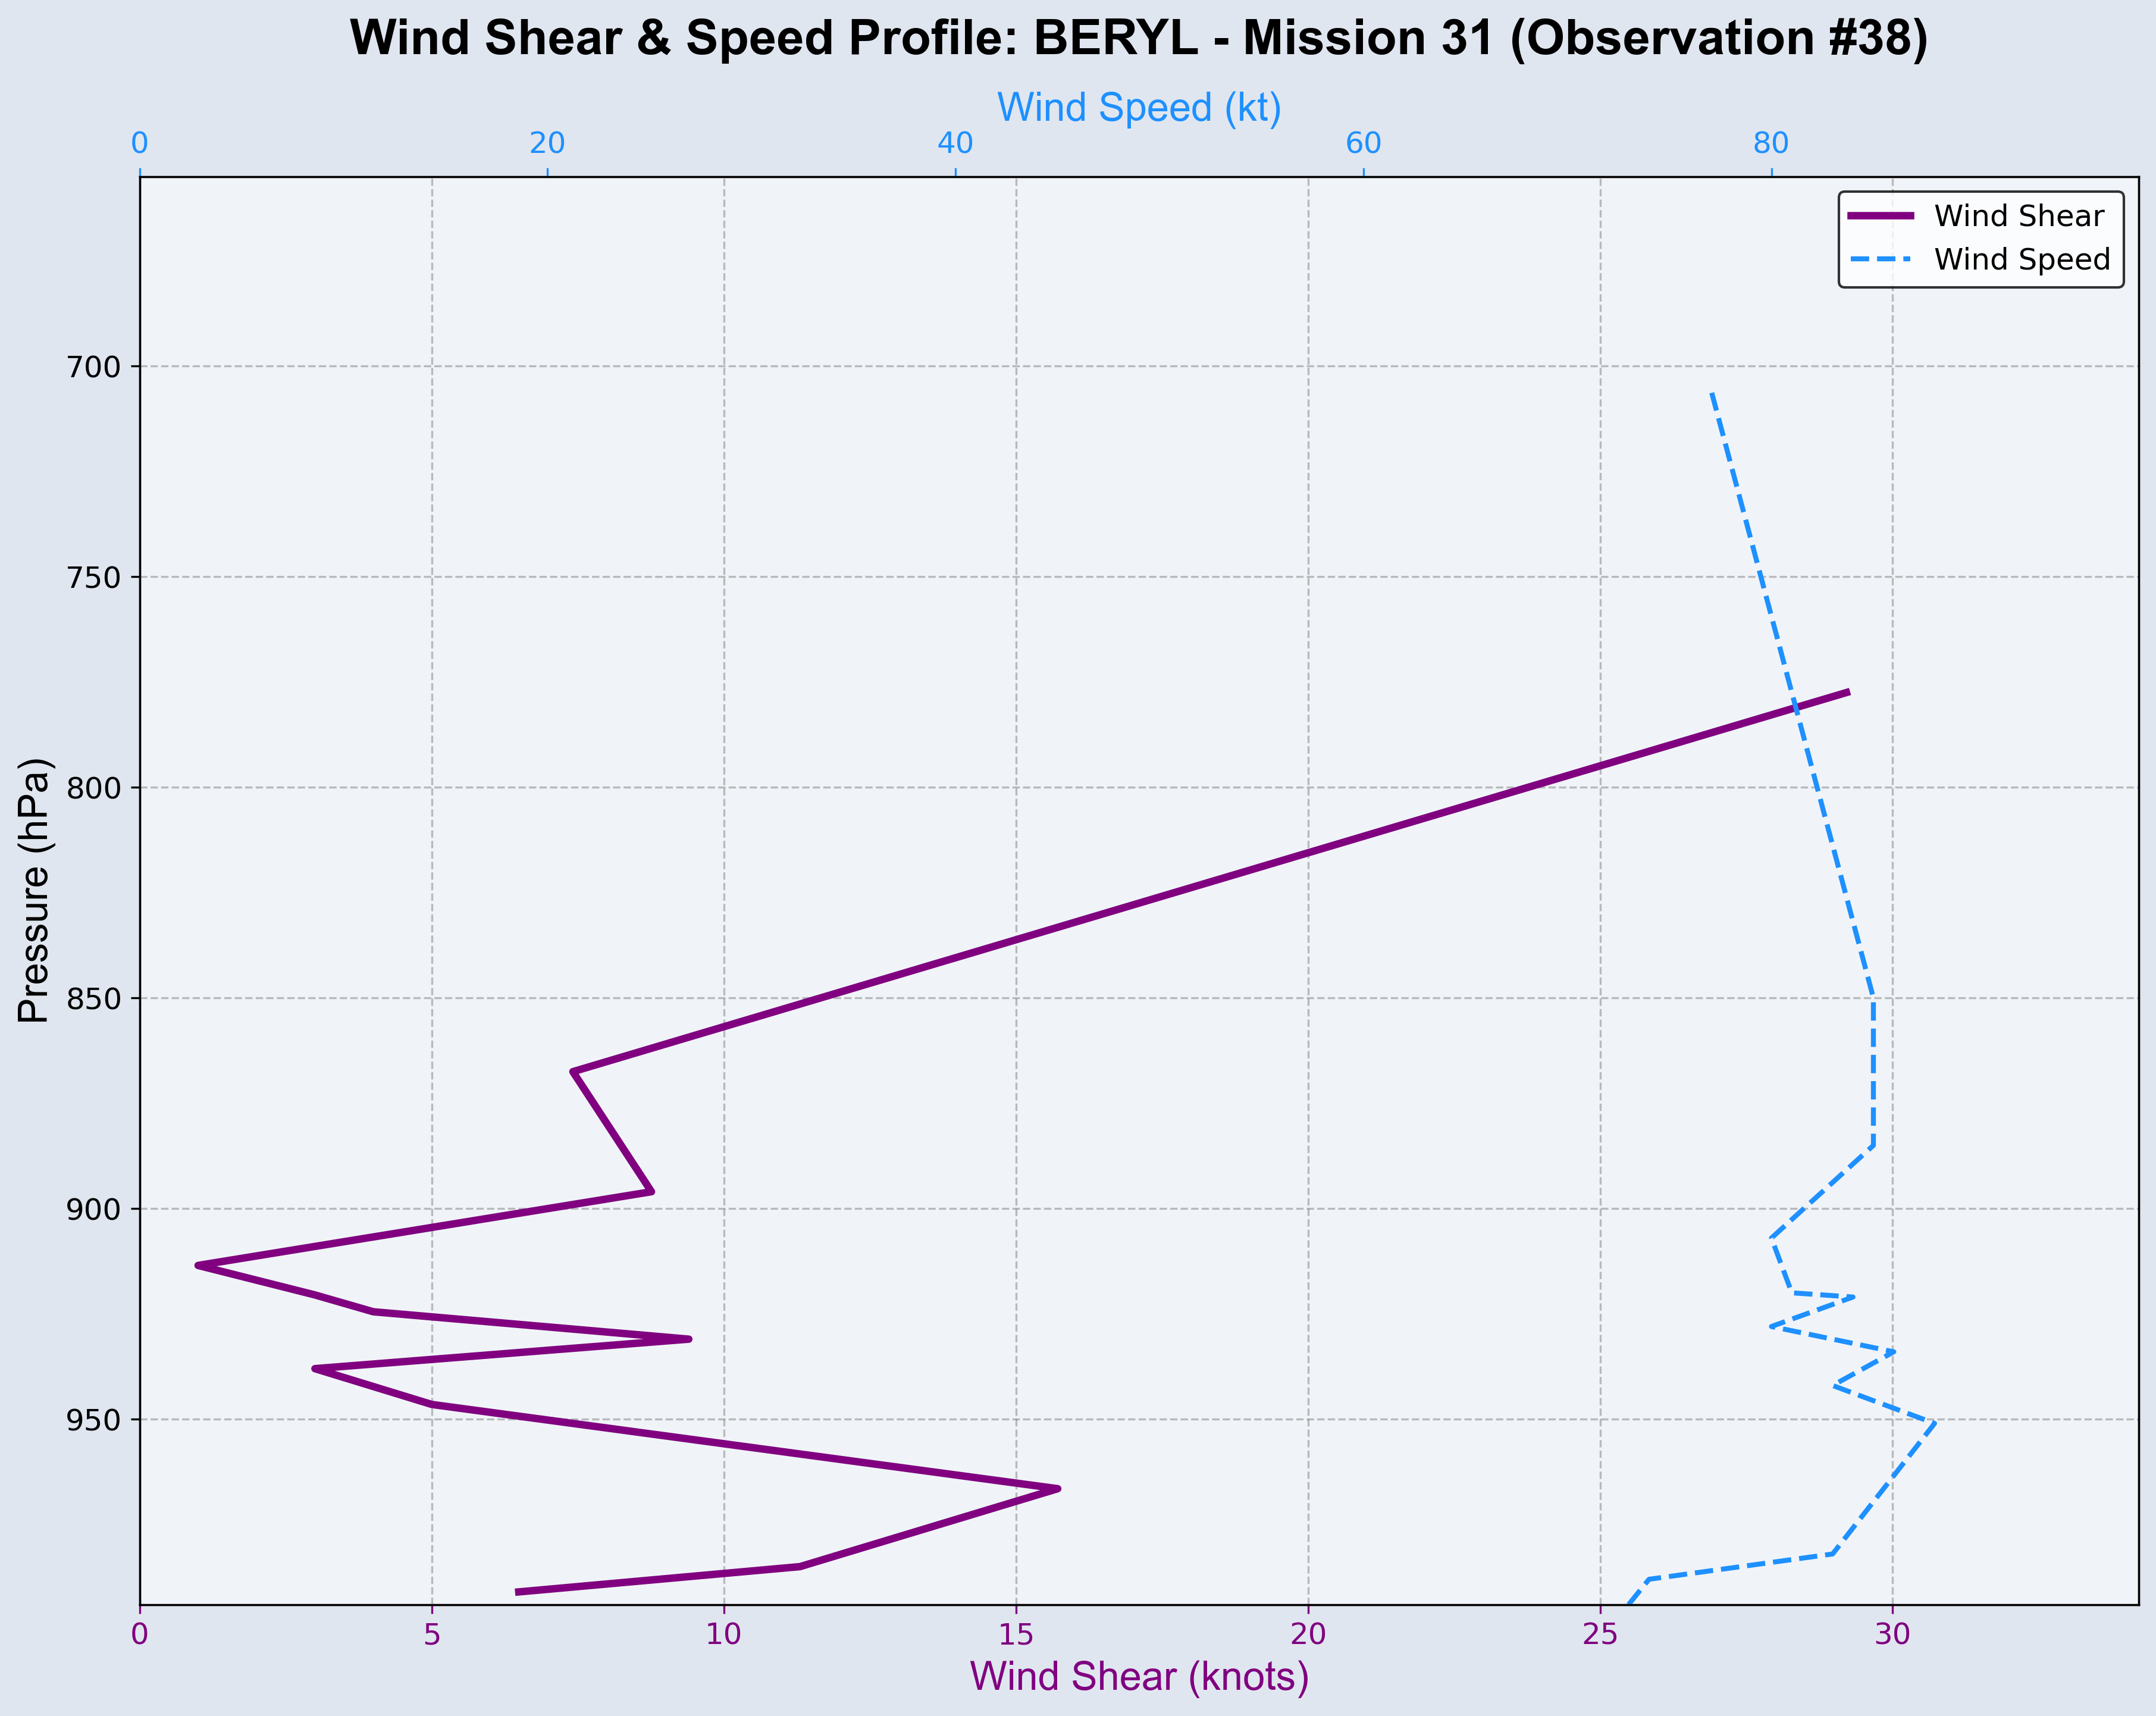 Wind Shear & Speed Profile: BERYL - Mission 31 (Observation #38)
Wind Speed (kt)
0 20 40 60 80
Wind Shear
Wind Speed
700
750
800
850
900
950
Pressure (hPa)
0 5 10 15 20 25 30
Wind Shear (knots)